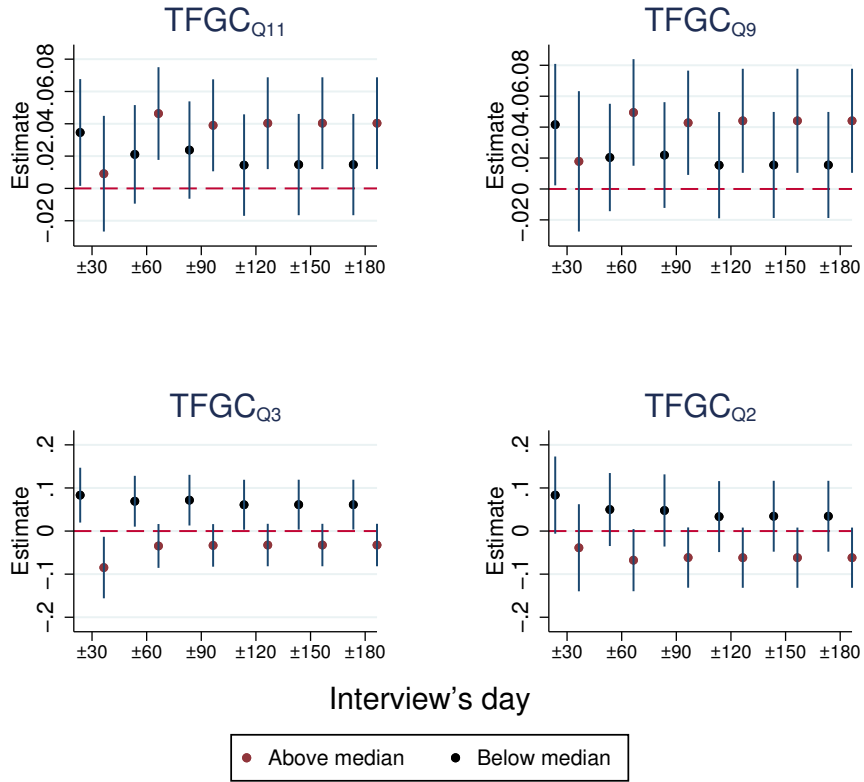 TFGC_Q11
Estimate
-.02 0 .02 .04 .06 .08
±30 ±60 ±90 ±120 ±150 ±180
TFGC_Q9
Estimate
-.02 0 .02 .04 .06 .08
±30 ±60 ±90 ±120 ±150 ±180
TFGC_Q3
Estimate
-.2 -.1 0 .1 .2
±30 ±60 ±90 ±120 ±150 ±180
TFGC_Q2
Estimate
-.2 -.1 0 .1 .2
±30 ±60 ±90 ±120 ±150 ±180
Interview's day
Above median Below median